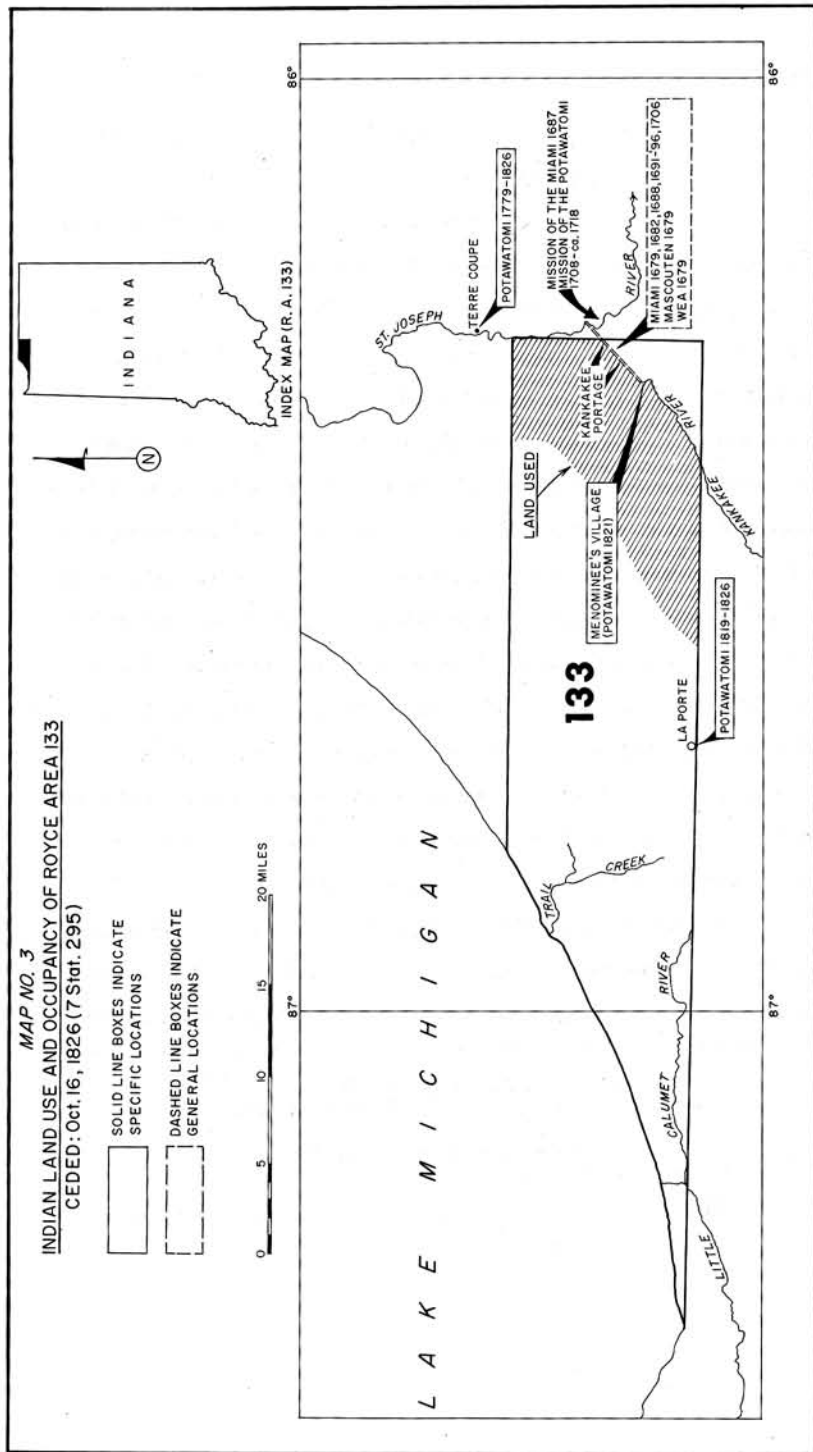 MAP NO. 3
INDIAN LAND USE AND OCCUPANCY OF ROYCE AREA 133
CEDED: Oct. 16, 1826 (7 Stat. 295)
SOLID LINE BOXES INDICATE
SPECIFIC LOCATIONS
DASHED LINE BOXES INDICATE
GENERAL LOCATIONS
0 5 10 15 20 MILES
N
INDIANA
INDEX MAP (R. A. 133)
87°
86°
LAKE MICHIGAN
ST. JOSEPH
TERRE COUPE
POTAWATOMI 1779-1826
MISSION OF THE MIAMI 1687
MISSION OF THE POTAWATOMI
1708-ca. 1718
RIVER
MIAMI 1679, 1682, 1688, 1691-96, 1706
MASCOUTEN 1679
WEA 1679
KANKAKEE
PORTAGE
LAND USED
MENOMINEE'S VILLAGE
(POTAWATOMI 1821)
KANKAKEE RIVER
133
LA PORTE
POTAWATOMI 1819-1826
TRAIL CREEK
LITTLE CALUMET RIVER
87°
86°